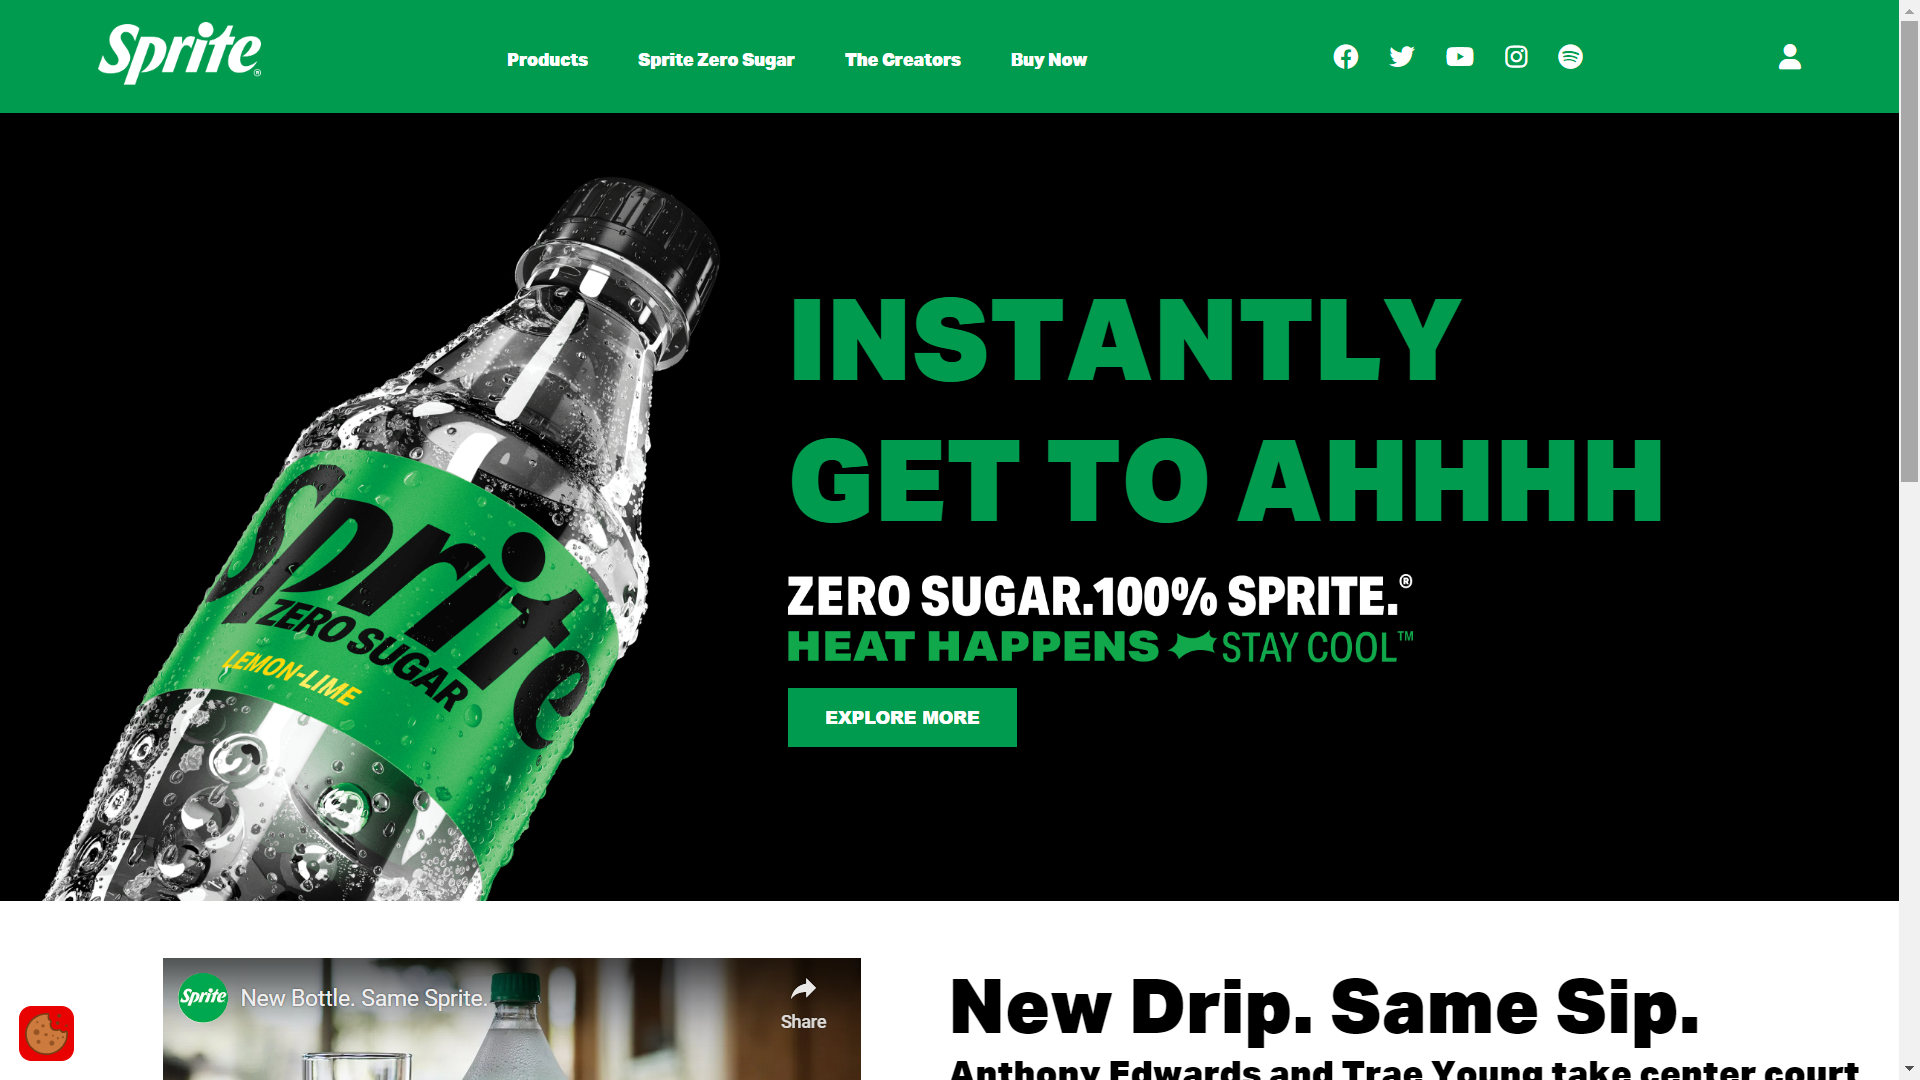 Sprite®
Products
Sprite Zero Sugar
The Creators
Buy Now
INSTANTLY
GET TO AHHHH
ZERO SUGAR.100% SPRITE.®
HEAT HAPPENS STAY COOL™
EXPLORE MORE
Sprite
ZERO SUGAR
LEMON-LIME
Sprite
New Bottle. Same Sprite.
Share
New Drip. Same Sip.
Anthony Edwards and Trae Young take center court